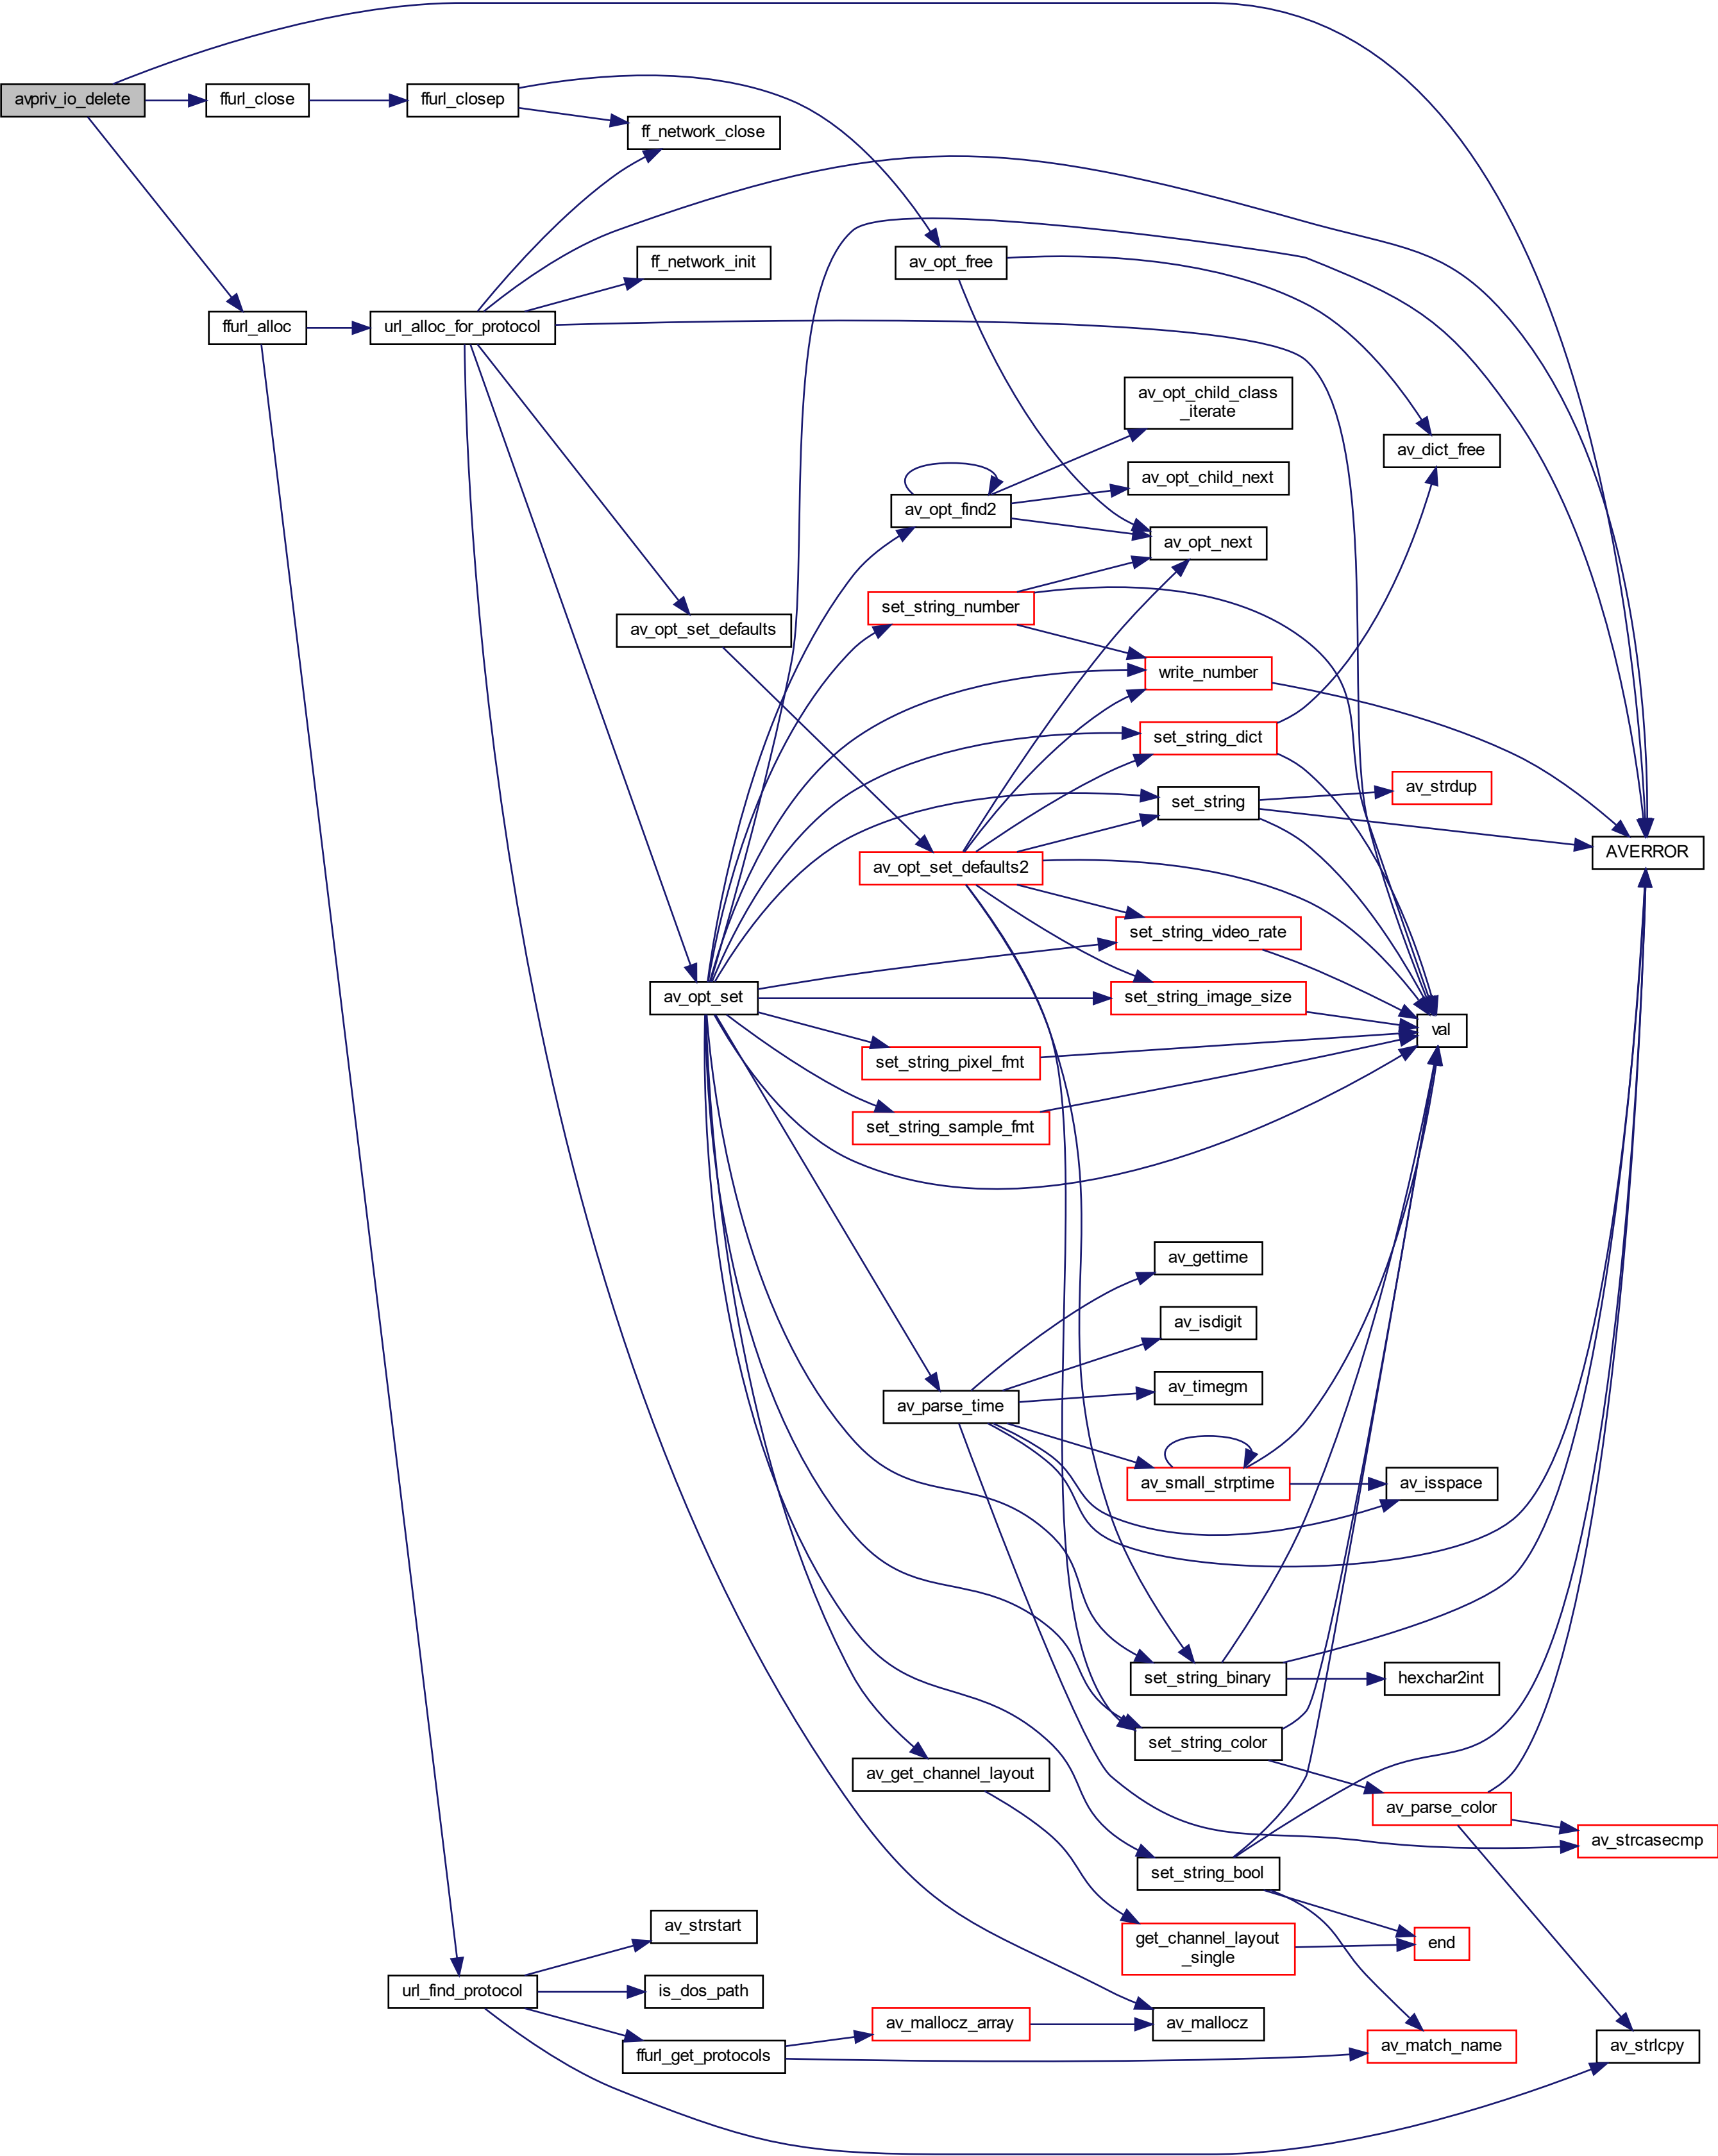 avpriv_io_delete
ffurl_close
ffurl_closep
ff_network_close
av_opt_free
ff_network_init
ffurl_alloc
url_alloc_for_protocol
av_opt_child_class
_iterate
av_dict_free
av_opt_child_next
av_opt_find2
av_opt_next
set_string_number
av_opt_set_defaults
write_number
set_string_dict
av_strdup
set_string
AVERROR
av_opt_set_defaults2
set_string_video_rate
av_opt_set
set_string_image_size
val
set_string_pixel_fmt
set_string_sample_fmt
av_gettime
av_isdigit
av_timegm
av_parse_time
av_small_strptime
av_isspace
set_string_binary
hexchar2int
set_string_color
av_get_channel_layout
av_parse_color
av_strcasecmp
set_string_bool
av_strstart
get_channel_layout
_single
end
url_find_protocol
is_dos_path
av_mallocz_array
av_mallocz
ffurl_get_protocols
av_match_name
av_strlcpy